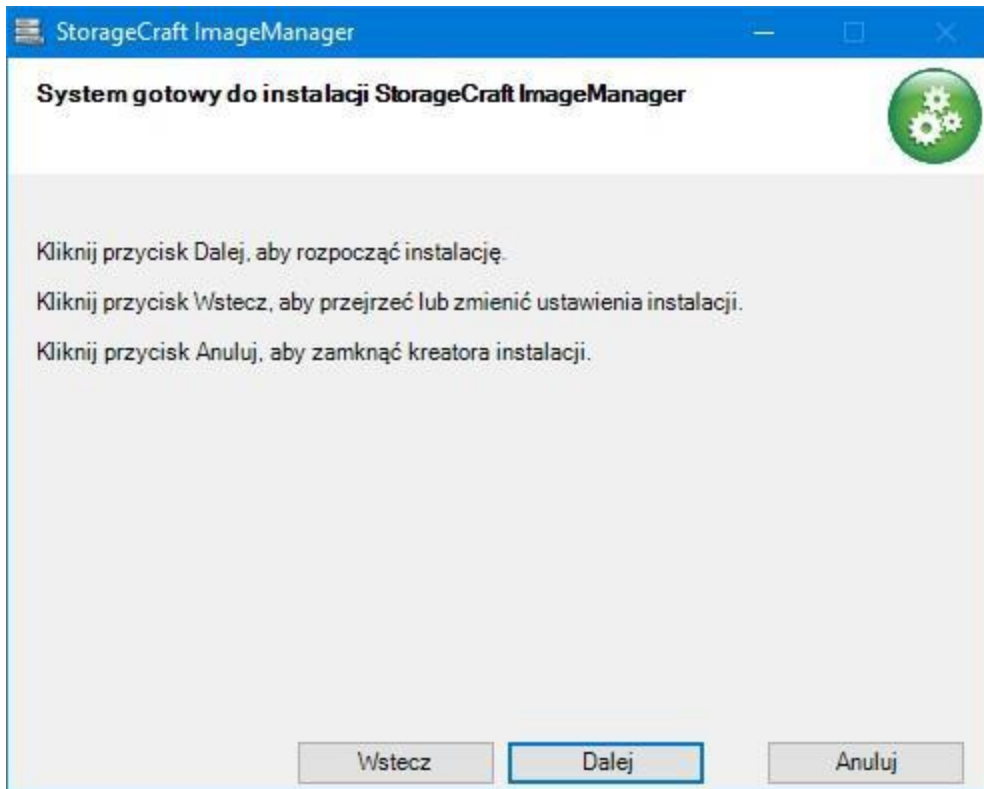 StorageCraft ImageManager
System gotowy do instalacji StorageCraft ImageManager
Kliknij przycisk Dalej, aby rozpocząć instalację.
Kliknij przycisk Wstecz, aby przejrzeć lub zmienić ustawienia instalacji.
Kliknij przycisk Anuluj, aby zamknąć kreatora instalacji.
Wstecz Dalej Anuluj